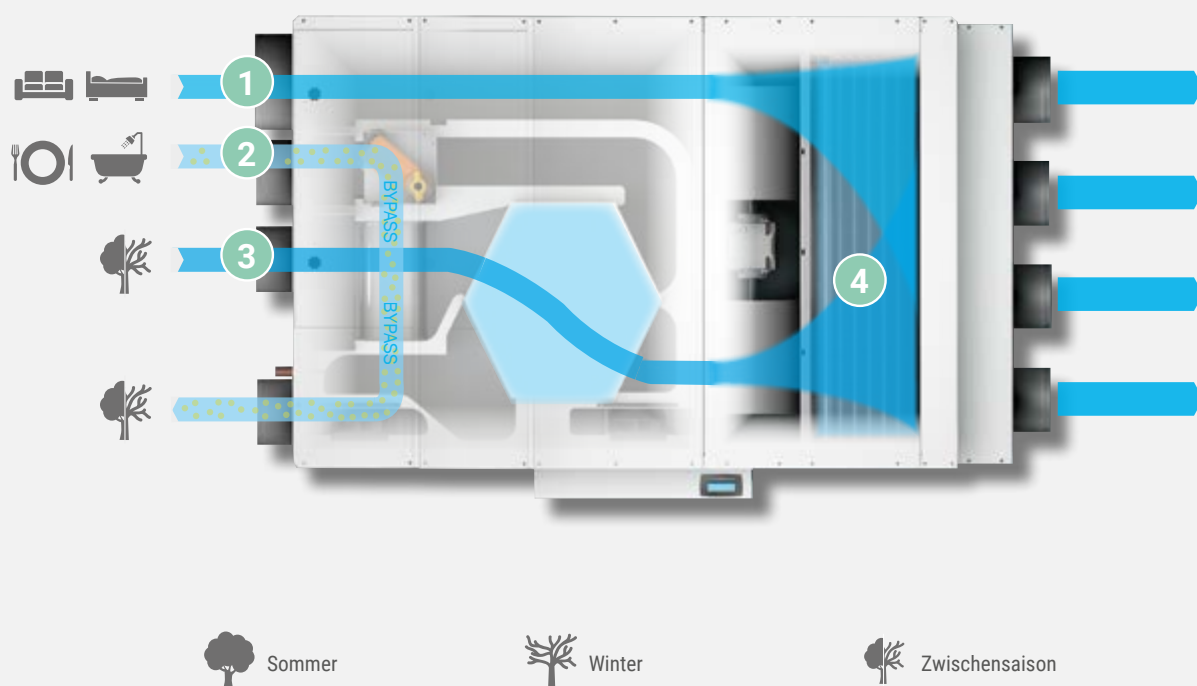 1
2
BYPASS
3
4
BYPASS
Sommer
Winter
Zwischensaison